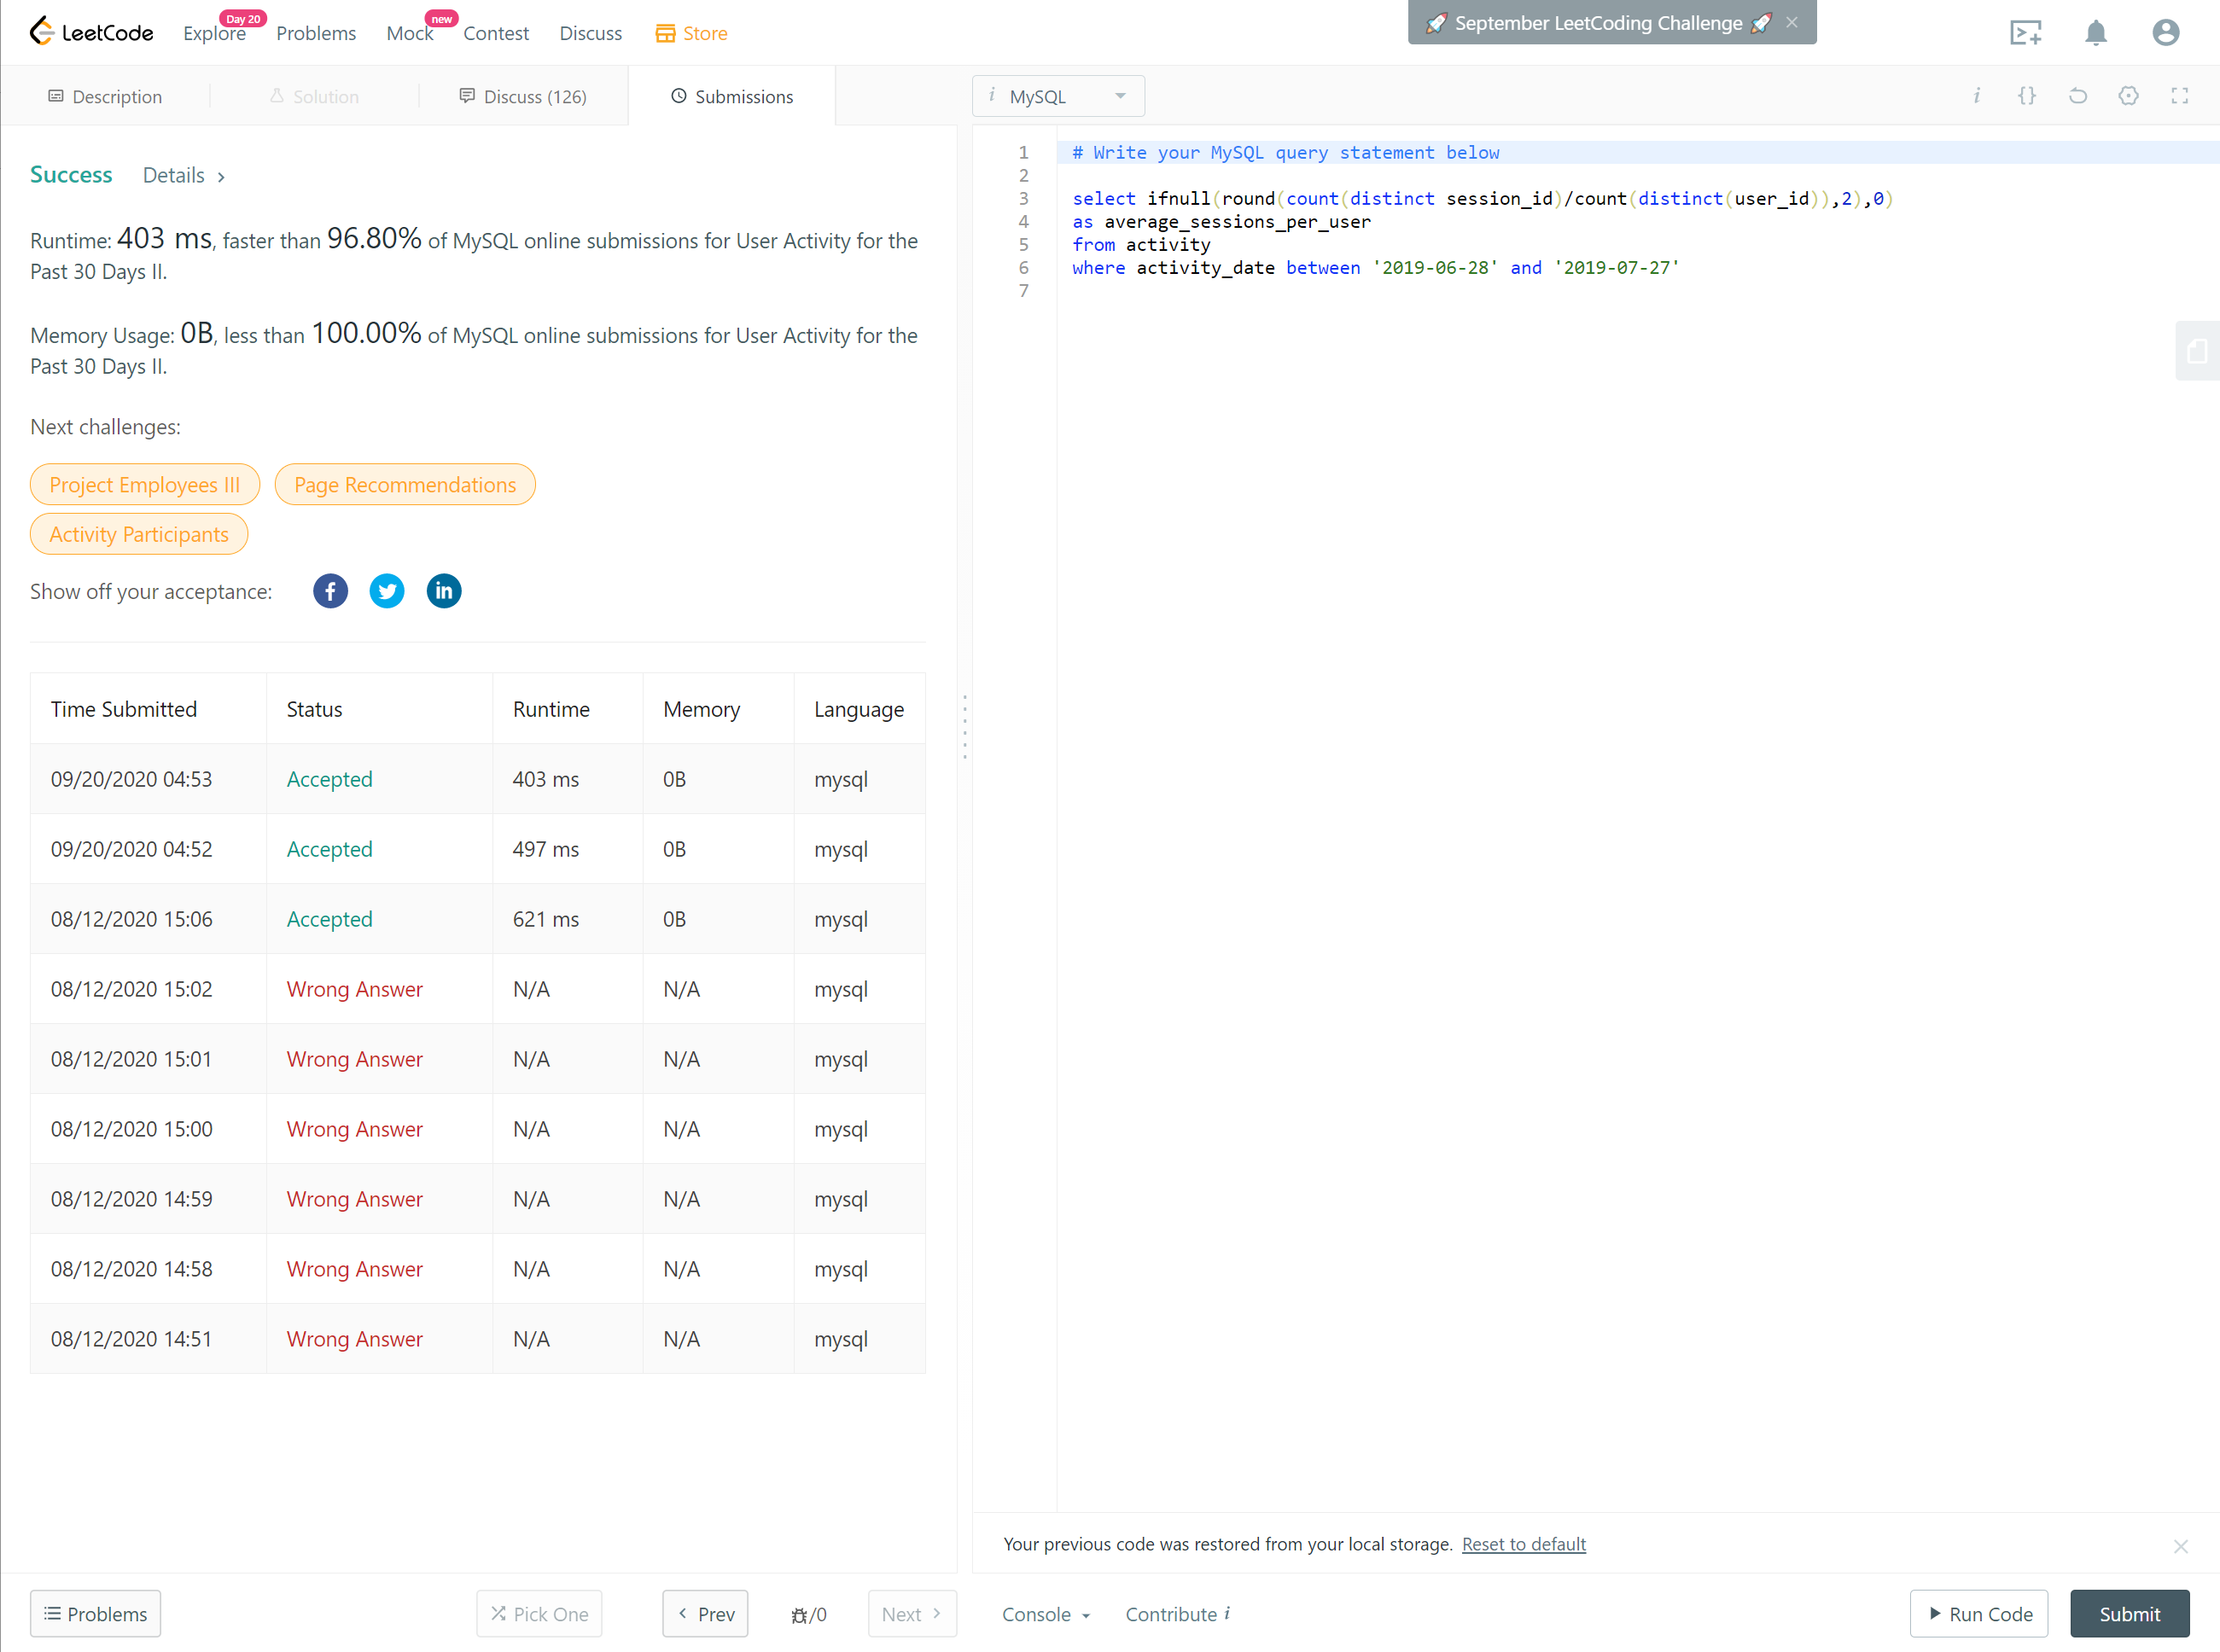 LeetCode
Explore Day 20 Problems Mock new Contest Discuss Store
🚀 September LeetCoding Challenge 🚀 ×
Description Solution Discuss (126) Submissions
i MySQL
i {}
Success Details >
Runtime: 403 ms, faster than 96.80% of MySQL online submissions for User Activity for the
Past 30 Days II.
Memory Usage: 0B, less than 100.00% of MySQL online submissions for User Activity for the
Past 30 Days II.
Next challenges:
Project Employees III Page Recommendations
Activity Participants
Show off your acceptance: f in
Time Submitted Status Runtime Memory Language
09/20/2020 04:53 Accepted 403 ms 0B mysql
09/20/2020 04:52 Accepted 497 ms 0B mysql
08/12/2020 15:06 Accepted 621 ms 0B mysql
08/12/2020 15:02 Wrong Answer N/A N/A mysql
08/12/2020 15:01 Wrong Answer N/A N/A mysql
08/12/2020 15:00 Wrong Answer N/A N/A mysql
08/12/2020 14:59 Wrong Answer N/A N/A mysql
08/12/2020 14:58 Wrong Answer N/A N/A mysql
08/12/2020 14:51 Wrong Answer N/A N/A mysql
1 # Write your MySQL query statement below
2
3 select ifnull(round(count(distinct session_id)/count(distinct(user_id)),2),0)
4 as average_sessions_per_user
5 from activity
6 where activity_date between '2019-06-28' and '2019-07-27'
7
Your previous code was restored from your local storage. Reset to default ×
Problems Pick One < Prev /0 Next > Console Contribute i Run Code Submit